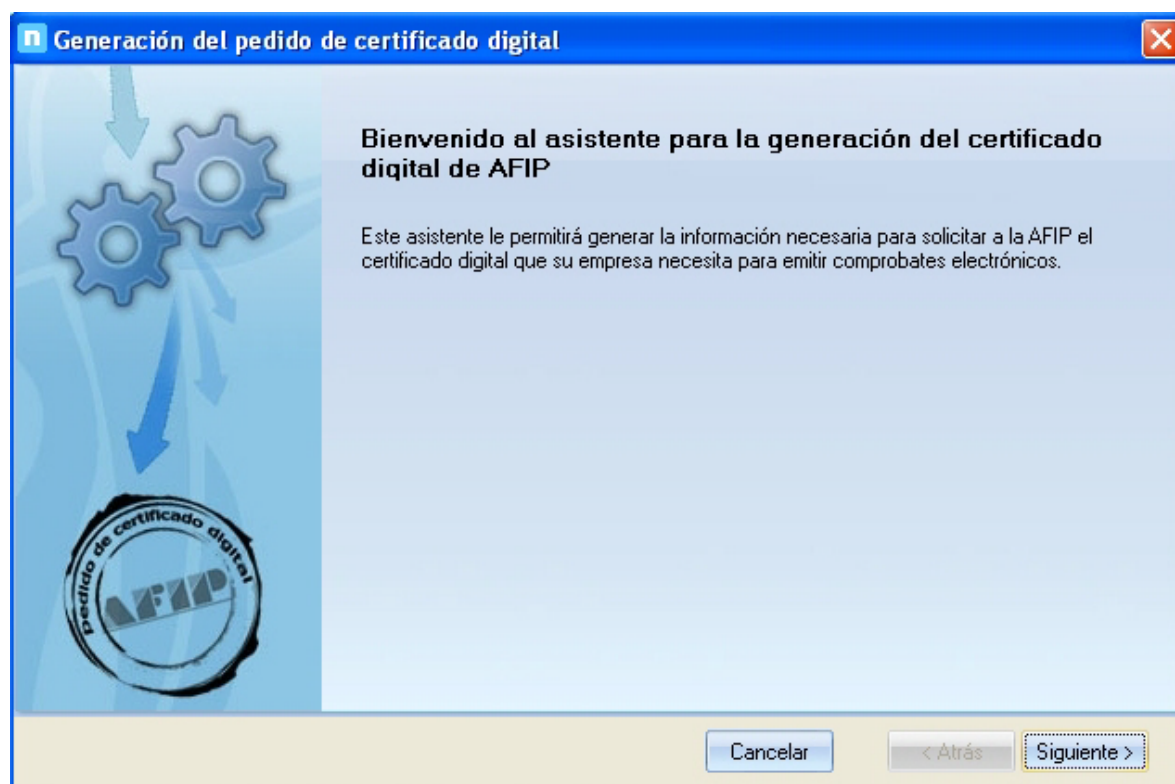 n Generación del pedido de certificado digital
Bienvenido al asistente para la generación del certificado
digital de AFIP
Este asistente le permitirá generar la información necesaria para solicitar a la AFIP el
certificado digital que su empresa necesita para emitir comprobates electrónicos.
pedido de certificado digital
AFIP
Cancelar
< Atrás
Siguiente >